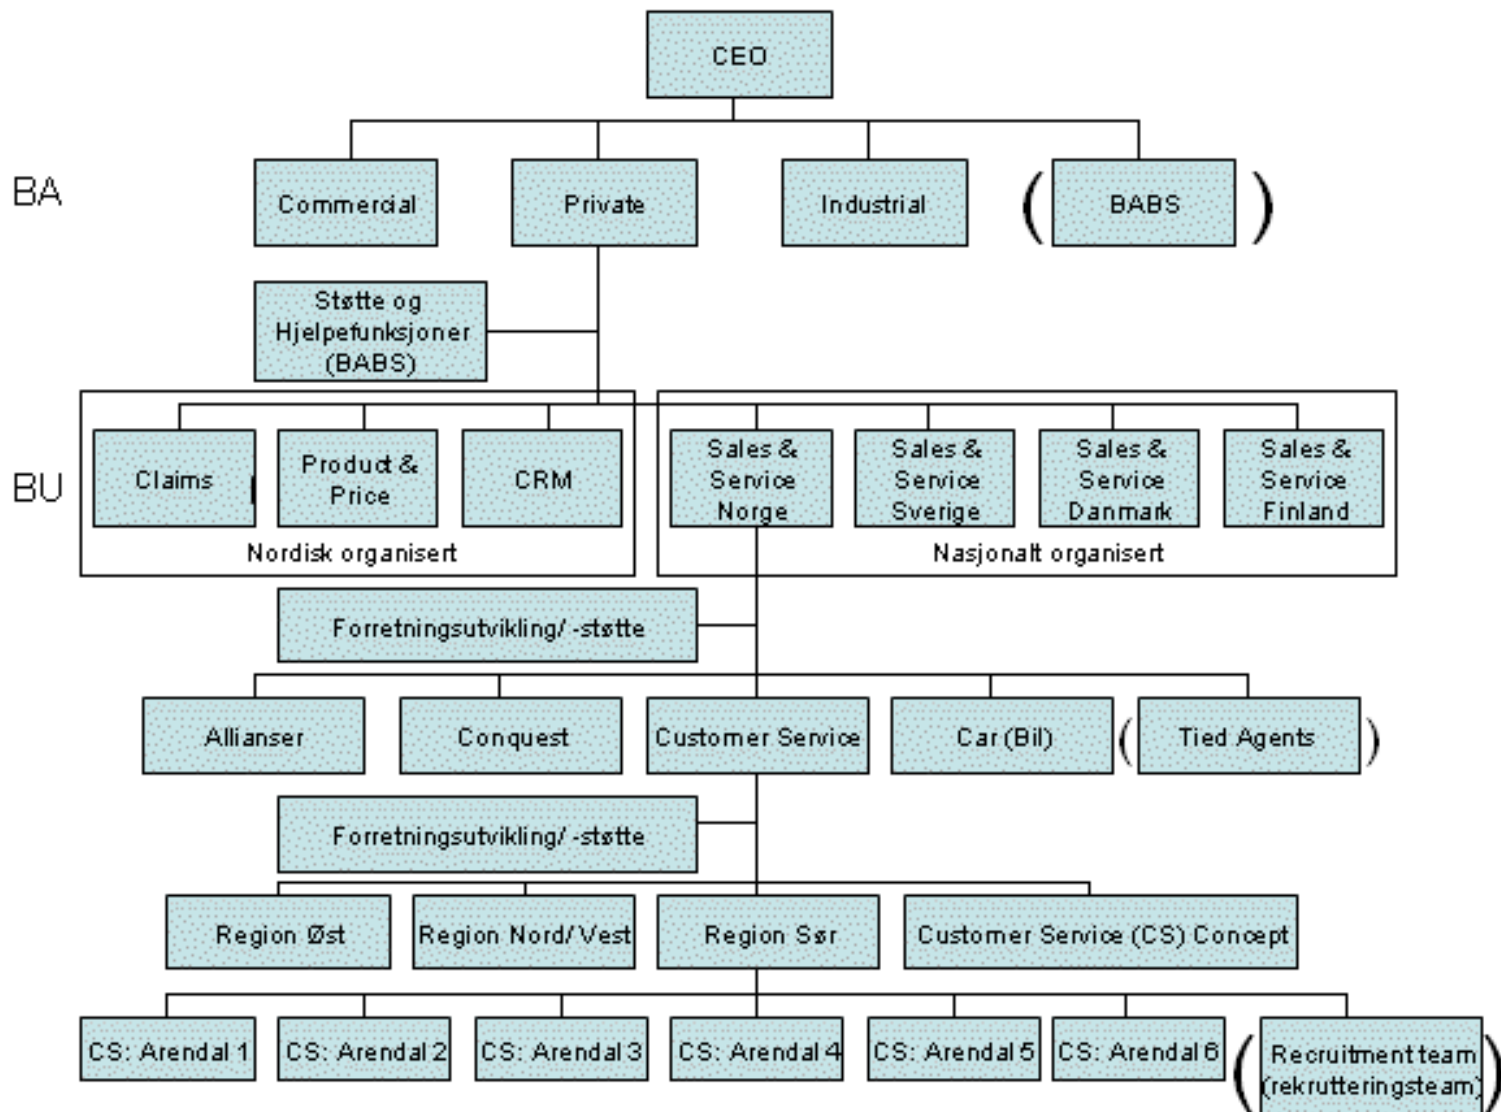 CEO
BA
Commercial
Private
Industrial
( BABS )
Støtte og
Hjelpefunksjoner
(BABS)
BU
Claims
Product &
Price
CRM
Nordisk organisert
Sales &
Service
Norge
Sales &
Service
Sverige
Sales &
Service
Danmark
Sales &
Service
Finland
Nasjonalt organisert
Forretningsutvikling/ -støtte
Allianser
Conquest
Customer Service
Car (Bil)
( Tied Agents )
Forretningsutvikling/ -støtte
Region Øst
Region Nord/ Vest
Region Sør
Customer Service (CS) Concept
CS: Arendal 1
CS: Arendal 2
CS: Arendal 3
CS: Arendal 4
CS: Arendal 5
CS: Arendal 6
( Recruitment team
(rekrutteringsteam) )